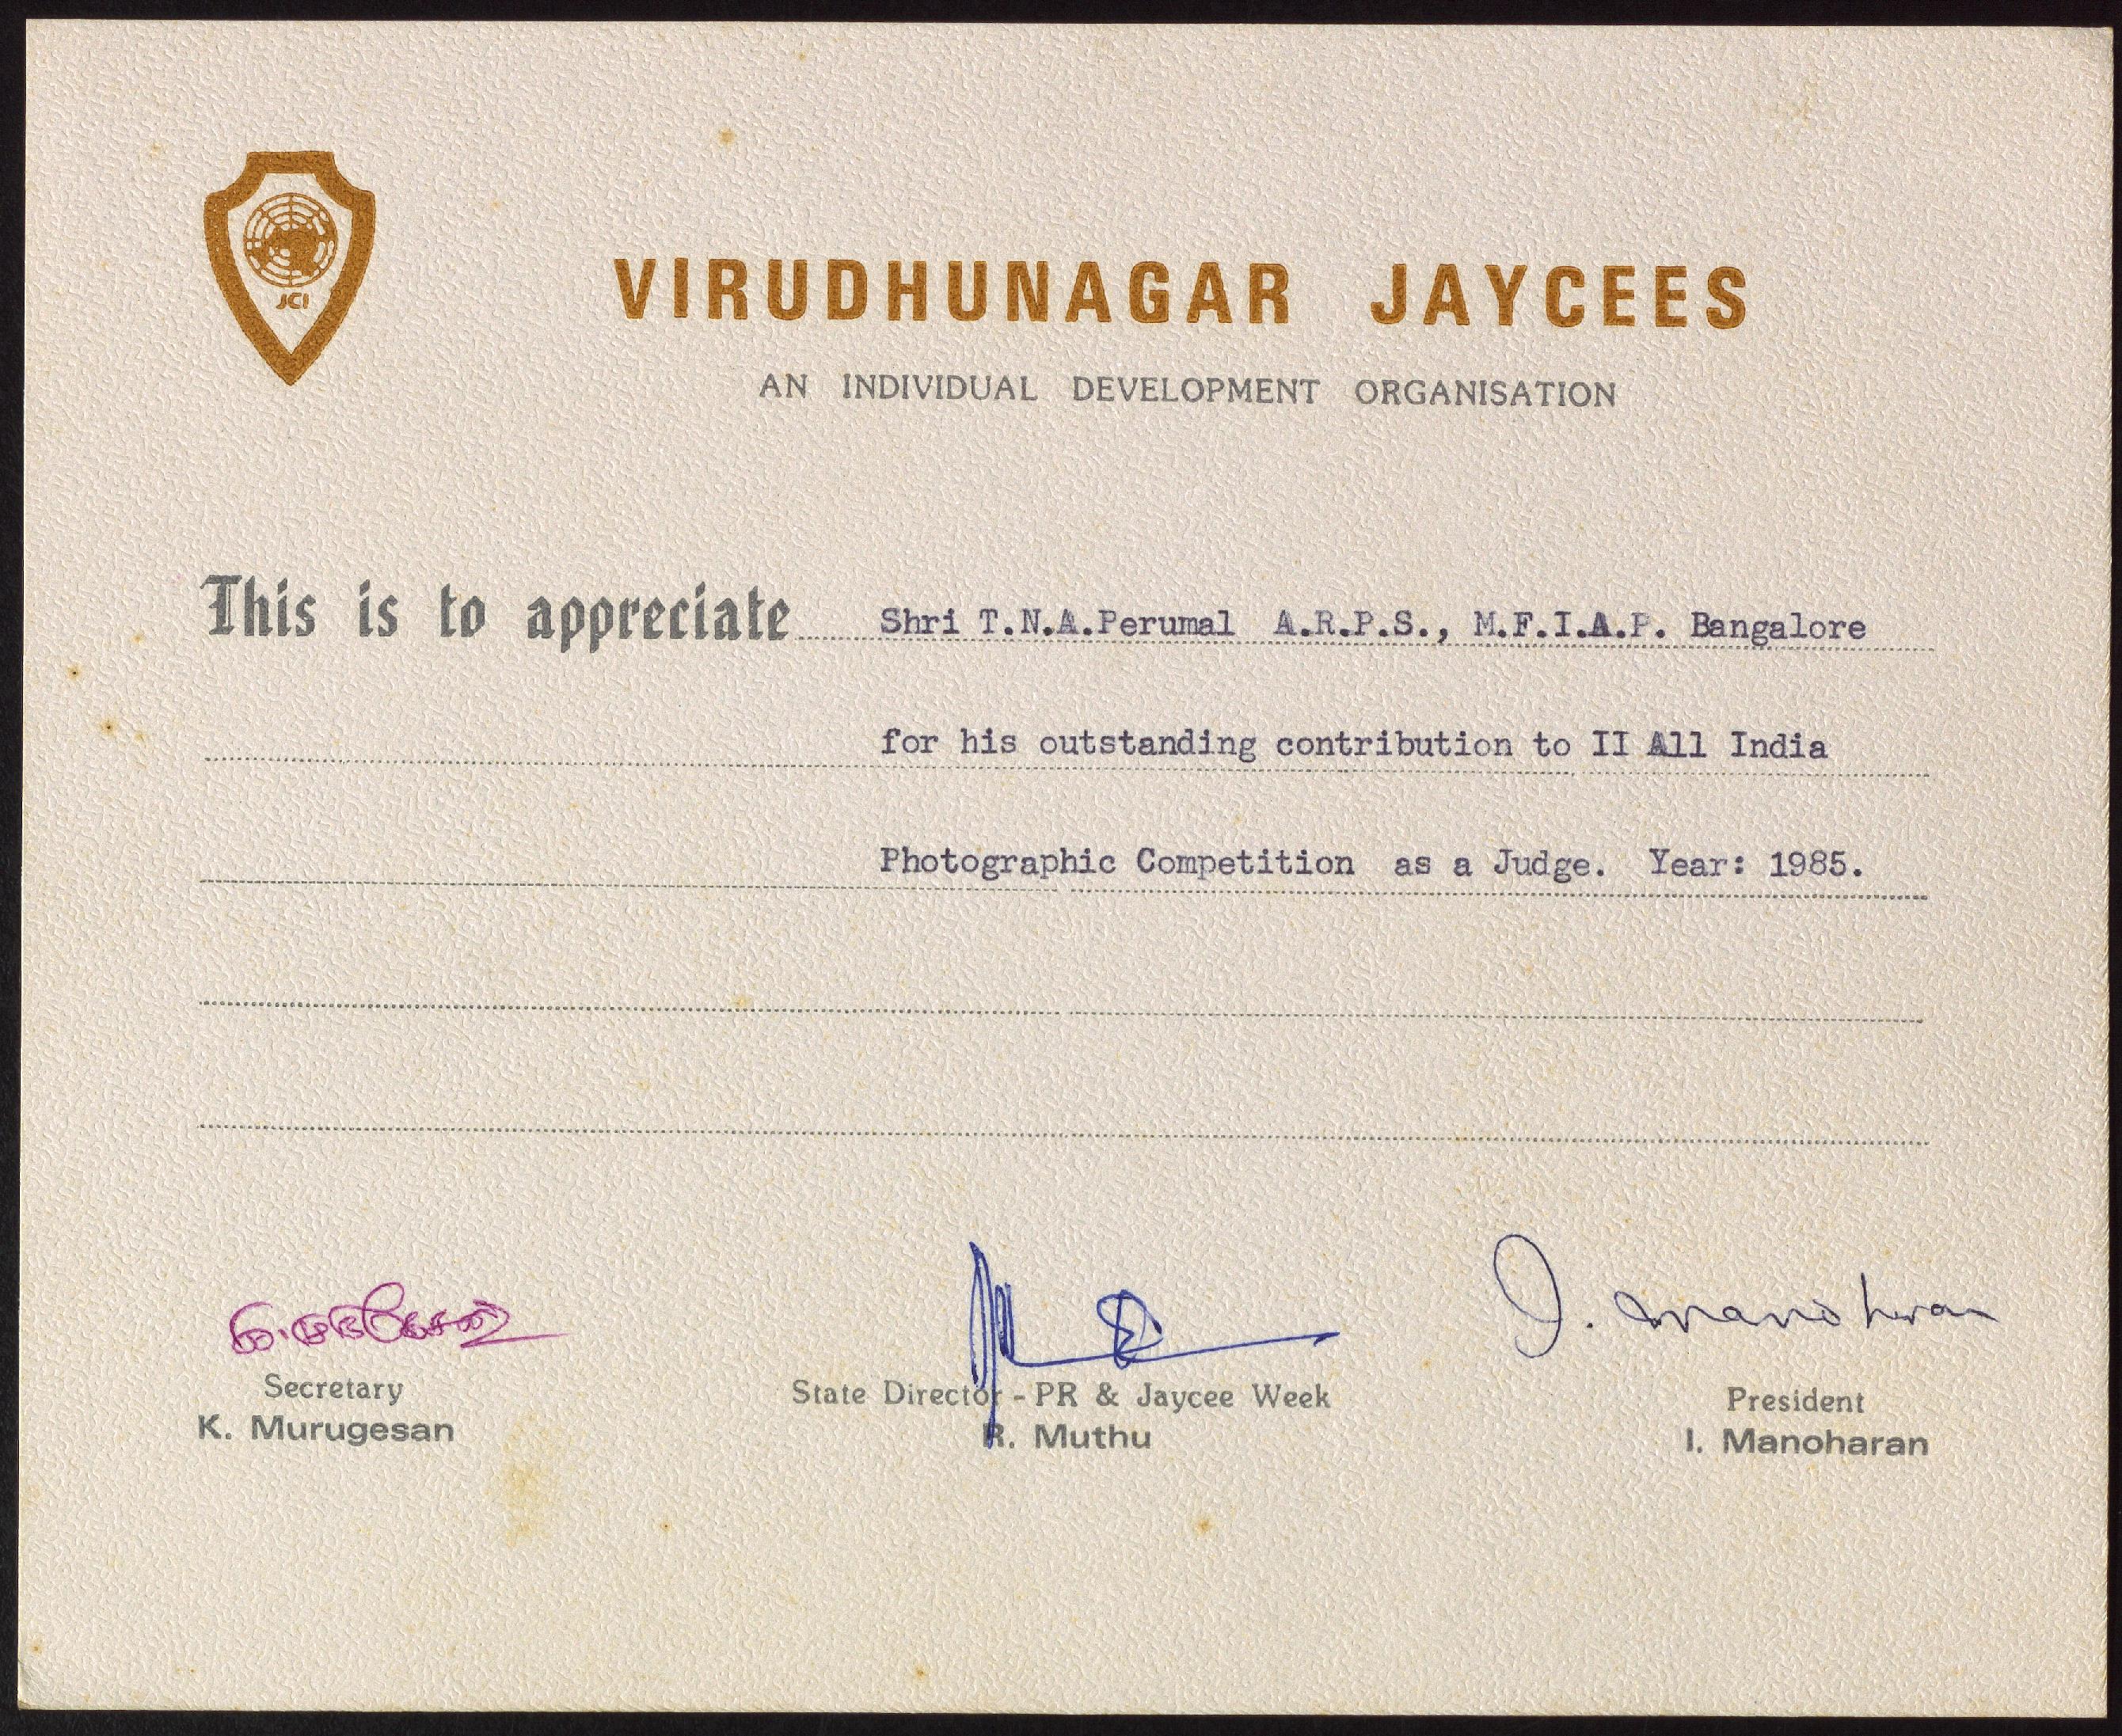 JCI
VIRUDHUNAGAR JAYCEES
AN INDIVIDUAL DEVELOPMENT ORGANISATION
This is to appreciate Shri T.N.A.Perumal A.R.P.S., M.F.I.A.P. Bangalore
for his outstanding contribution to II All India
Photographic Competition as a Judge. Year: 1985.
I. Manoharan
Secretary
K. Murugesan
State Director - PR & Jaycee Week
R. Muthu
President
I. Manoharan